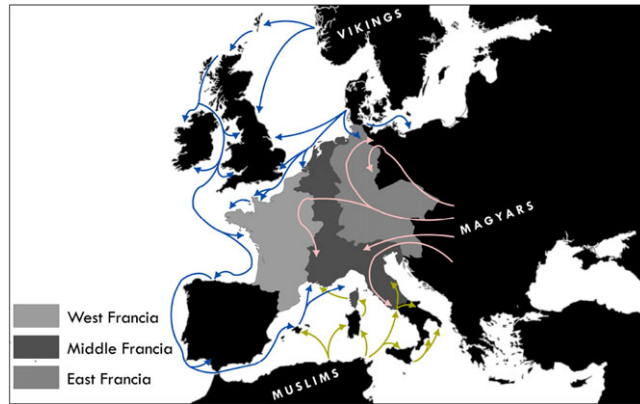 VIKINGS
MAGYARS
West Francia
Middle Francia
East Francia
MUSLIMS